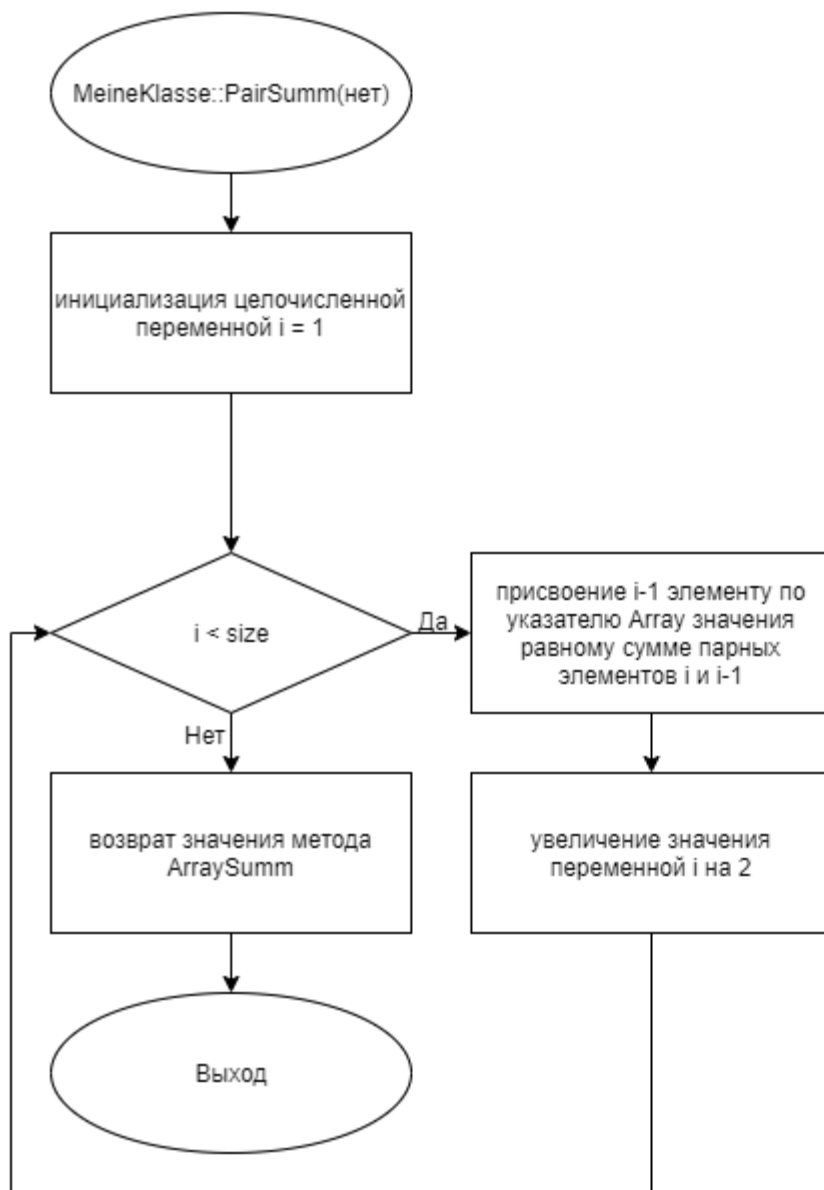 MeineKlasse::PairSumm(нет)
инициализация целочисленной
переменной i = 1
i < size
Да
присвоение i-1 элементу по
указателю Array значения
равному сумме парных
элементов i и i-1
Нет
возврат значения метода
ArraySumm
увеличение значения
переменной i на 2
Выход